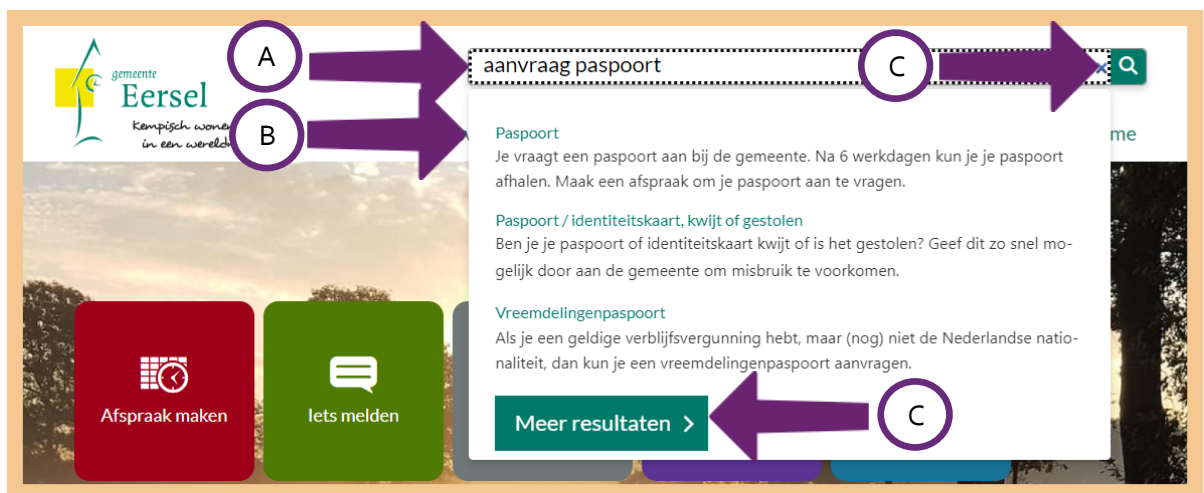 A
aanvraag paspoort
C
gemeente
Eersel
Kempisch wone
in een wereld
B
me
Paspoort
Je vraagt een paspoort aan bij de gemeente. Na 6 werkdagen kun je je paspoort
afhalen. Maak een afspraak om je paspoort aan te vragen.
Paspoort / identiteitskaart, kwijt of gestolen
Ben je je paspoort of identiteitskaart kwijt of is het gestolen? Geef dit zo snel mo-
gelijk door aan de gemeente om misbruik te voorkomen.
Vreemdelingenpaspoort
Als je een geldige verblijfsvergunning hebt, maar (nog) niet de Nederlandse natio-
naliteit, dan kun je een vreemdelingenpaspoort aanvragen.
Meer resultaten
C
Afspraak maken
Iets melden